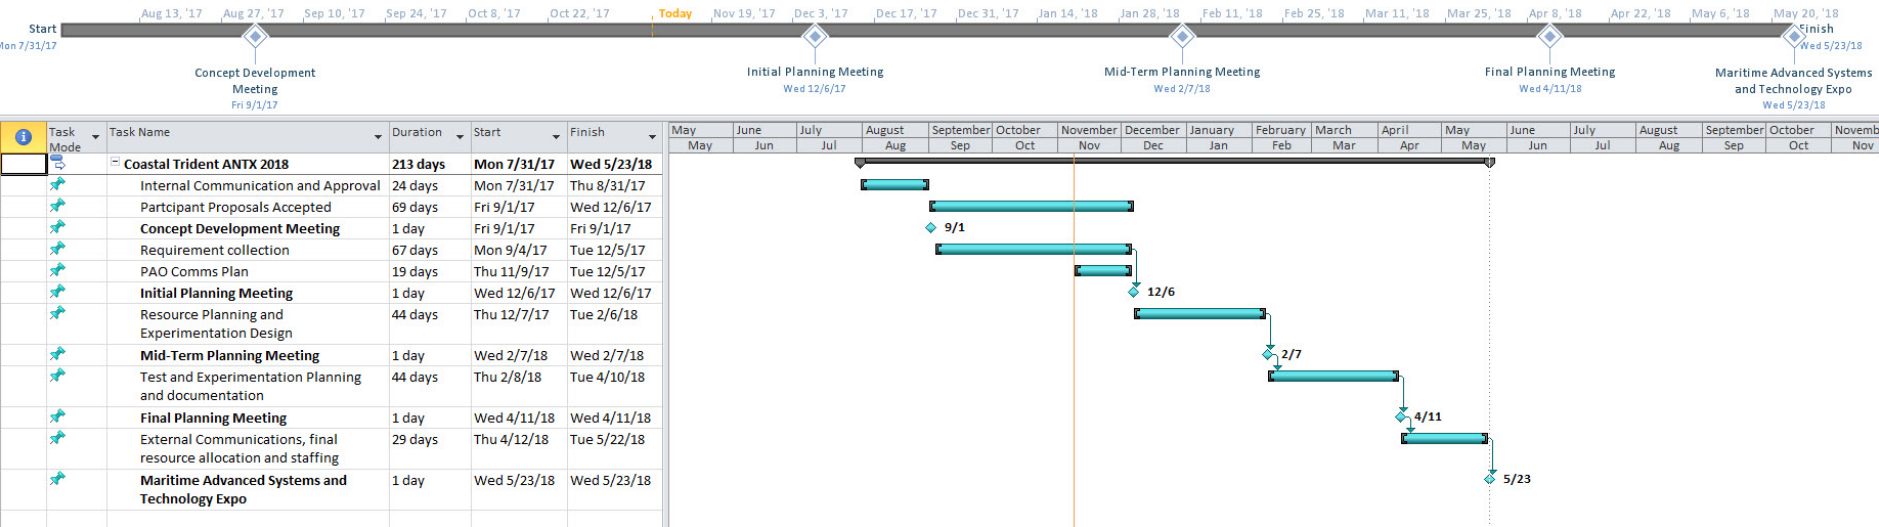 Aug 13, '17 Aug 27, '17 Sep 10, '17 Sep 24, '17 Oct 8, '17 Oct 22, '17 Today Nov 19, '17 Dec 3, '17 Dec 17, '17 Dec 31, '17 Jan 14, '18 Jan 28, '18 Feb 11, '18 Feb 25, '18 Mar 11, '18 Mar 25, '18 Apr 8, '18 Apr 22, '18 May 6, '18 May 20, '18
Start
Mon 7/31/17
Finish
Wed 5/23/18
Concept Development
Meeting
Fri 9/1/17
Initial Planning Meeting
Wed 12/6/17
Mid-Term Planning Meeting
Wed 2/7/18
Final Planning Meeting
Wed 4/11/18
Maritime Advanced Systems
and Technology Expo
Wed 5/23/18
Task Mode Task Name Duration Start Finish
May June July August September October November December January February March April May June July August September October Novemb
May Jun Jul Aug Sep Oct Nov Dec Jan Feb Mar Apr May Jun Jul Aug Sep Oct Nov
Coastal Trident ANTX 2018 213 days Mon 7/31/17 Wed 5/23/18
Internal Communication and Approval 24 days Mon 7/31/17 Thu 8/31/17
Partcipant Proposals Accepted 69 days Fri 9/1/17 Wed 12/6/17
Concept Development Meeting 1 day Fri 9/1/17 Fri 9/1/17 9/1
Requirement collection 67 days Mon 9/4/17 Tue 12/5/17
PAO Comms Plan 19 days Thu 11/9/17 Tue 12/5/17
Initial Planning Meeting 1 day Wed 12/6/17 Wed 12/6/17 12/6
Resource Planning and 44 days Thu 12/7/17 Tue 2/6/18
Experimentation Design
Mid-Term Planning Meeting 1 day Wed 2/7/18 Wed 2/7/18 2/7
Test and Experimentation Planning 44 days Thu 2/8/18 Tue 4/10/18
and documentation
Final Planning Meeting 1 day Wed 4/11/18 Wed 4/11/18 4/11
External Communications, final 29 days Thu 4/12/18 Tue 5/22/18
resource allocation and staffing
Maritime Advanced Systems and 1 day Wed 5/23/18 Wed 5/23/18 5/23
Technology Expo